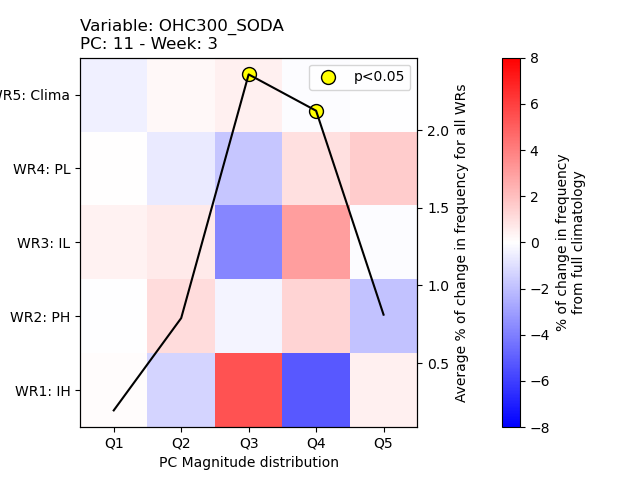 Variable: OHC300_SODA
PC: 11 - Week: 3
p<0.05
WR5: Clima
WR4: PL
WR3: IL
WR2: PH
WR1: IH
Q1 Q2 Q3 Q4 Q5
PC Magnitude distribution
2.0
1.5
1.0
0.5
Average % of change in frequency for all WRs
8
6
4
2
0
−2
−4
−6
−8
% of change in frequency
from full climatology